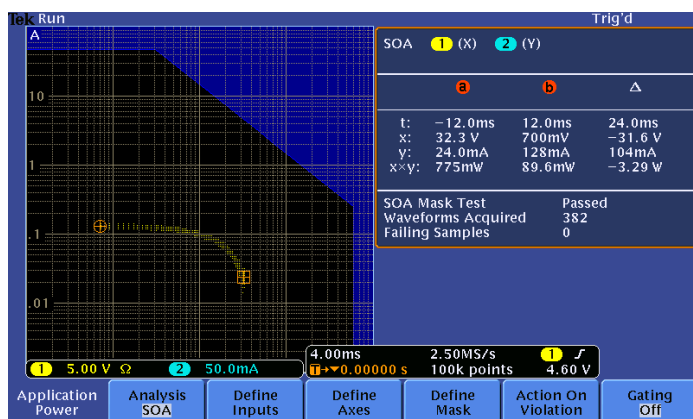 Tek Run Trig'd
A
10
1
.1
.01
SOA 1 (X) 2 (Y)
a b Δ
t: −12.0ms 12.0ms 24.0ms
x: 32.3 V 700mV −31.6 V
y: 24.0mA 128mA 104mA
x×y: 775mW 89.6mW −3.29 W
SOA Mask Test Passed
Waveforms Acquired 382
Failing Samples 0
1 5.00 V Ω 2 50.0mA
4.00ms 2.50MS/s 1 ∫
T→▼0.00000 s 100k points 4.60 V
Application Power
Analysis SOA
Define Inputs
Define Axes
Define Mask
Action On Violation
Gating Off